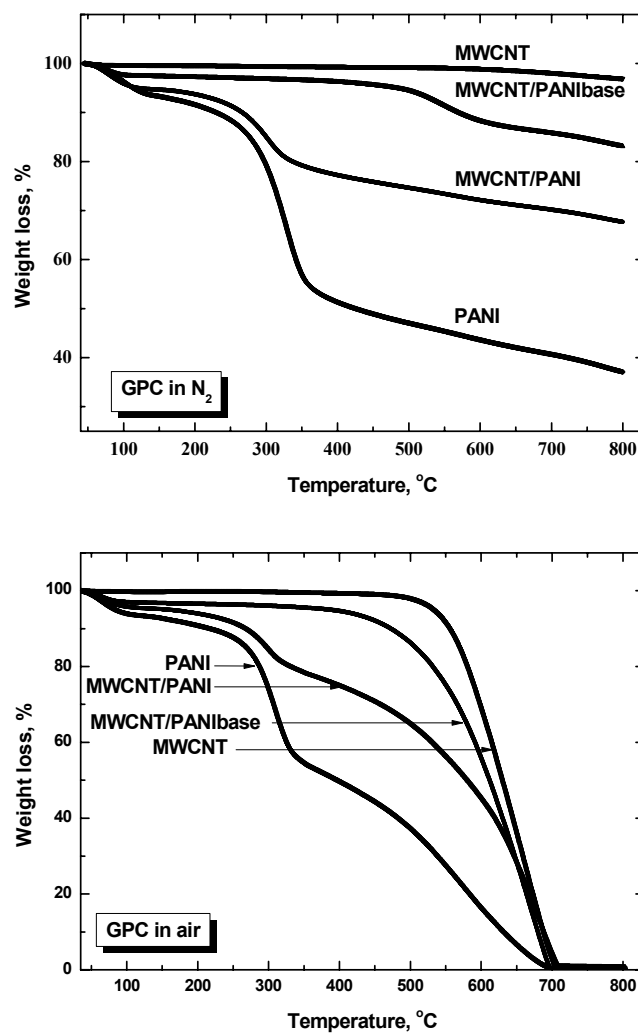 100
80
60
40
Weight loss, %
MWCNT
MWCNT/PANIbase
MWCNT/PANI
PANI
GPC in N₂
100 200 300 400 500 600 700 800
Temperature, °C
100
80
60
40
20
0
Weight loss, %
PANI
MWCNT/PANI
MWCNT/PANIbase
MWCNT
GPC in air
100 200 300 400 500 600 700 800
Temperature, °C